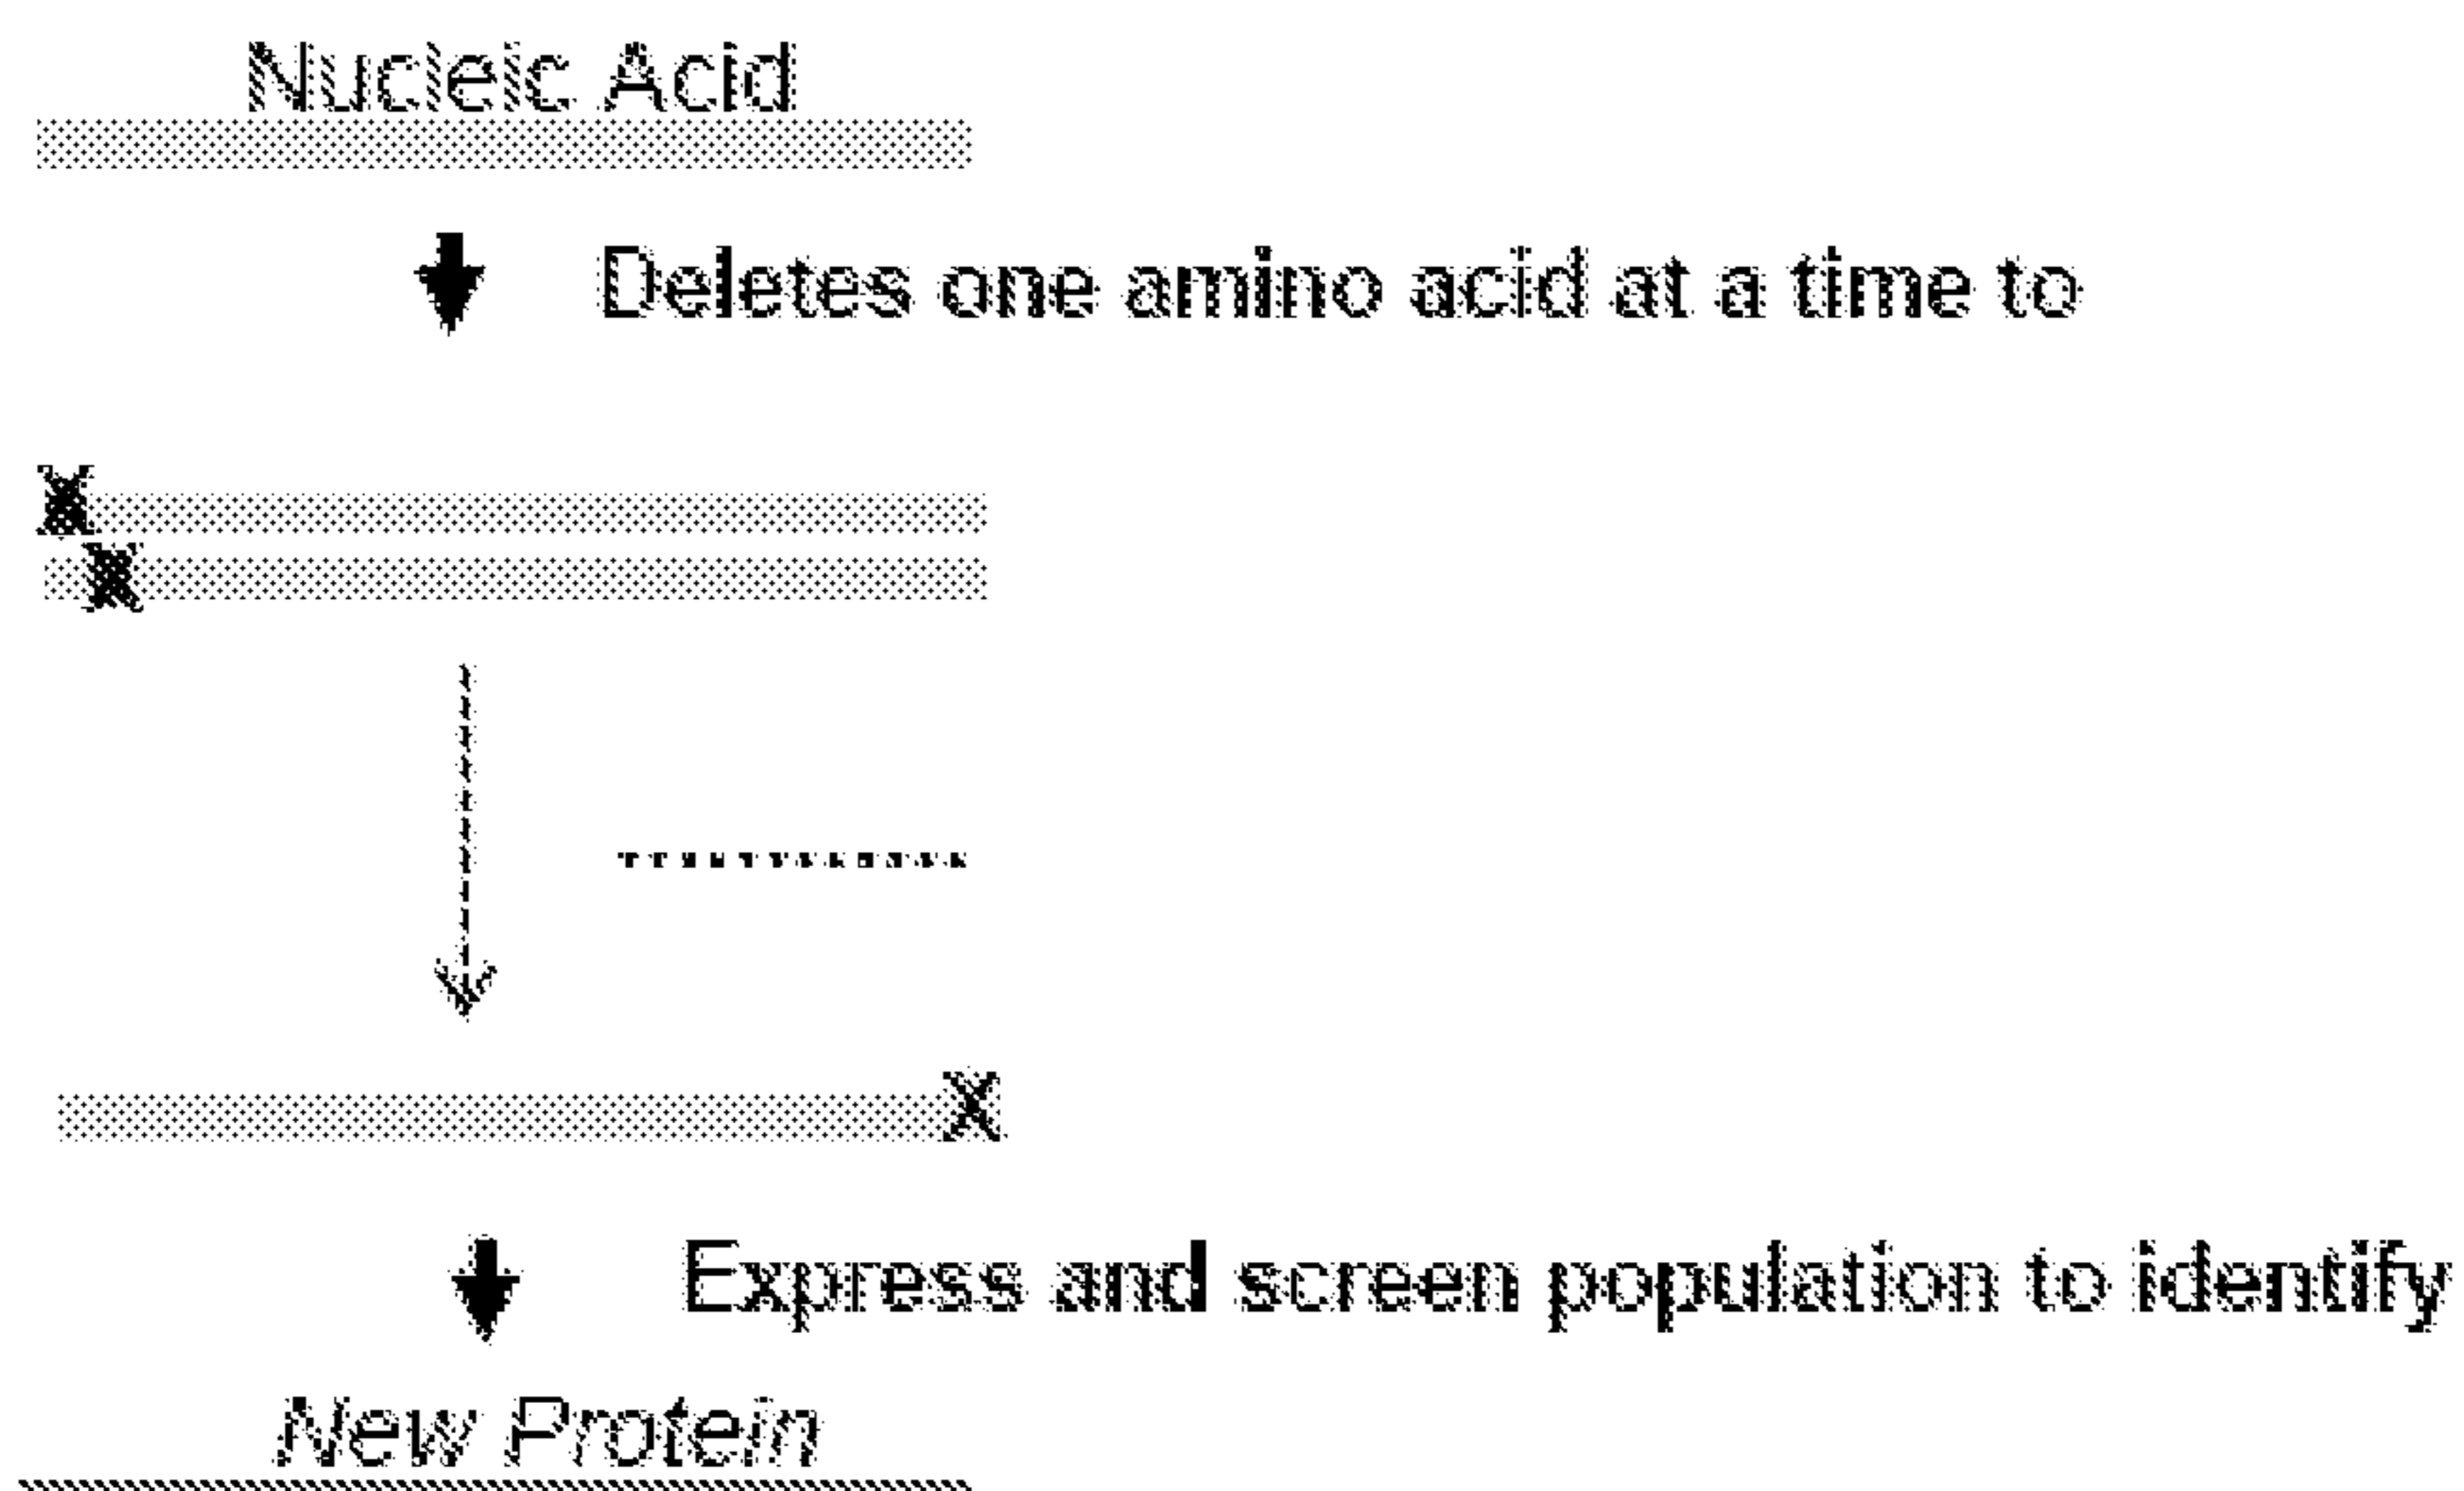 Nucleic Acid
Deletes one amino acid at a time to
X
X
X
Express and screen population to identify
New Protein